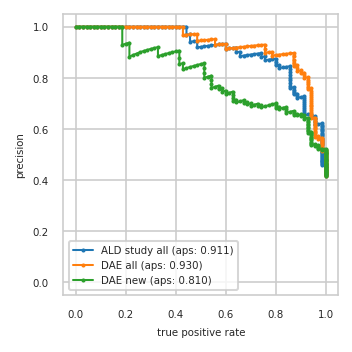 1.0
0.8
0.6
0.4
0.2
0.0
precision
ALD study all (aps: 0.911)
DAE all (aps: 0.930)
DAE new (aps: 0.810)
0.0 0.2 0.4 0.6 0.8 1.0
true positive rate